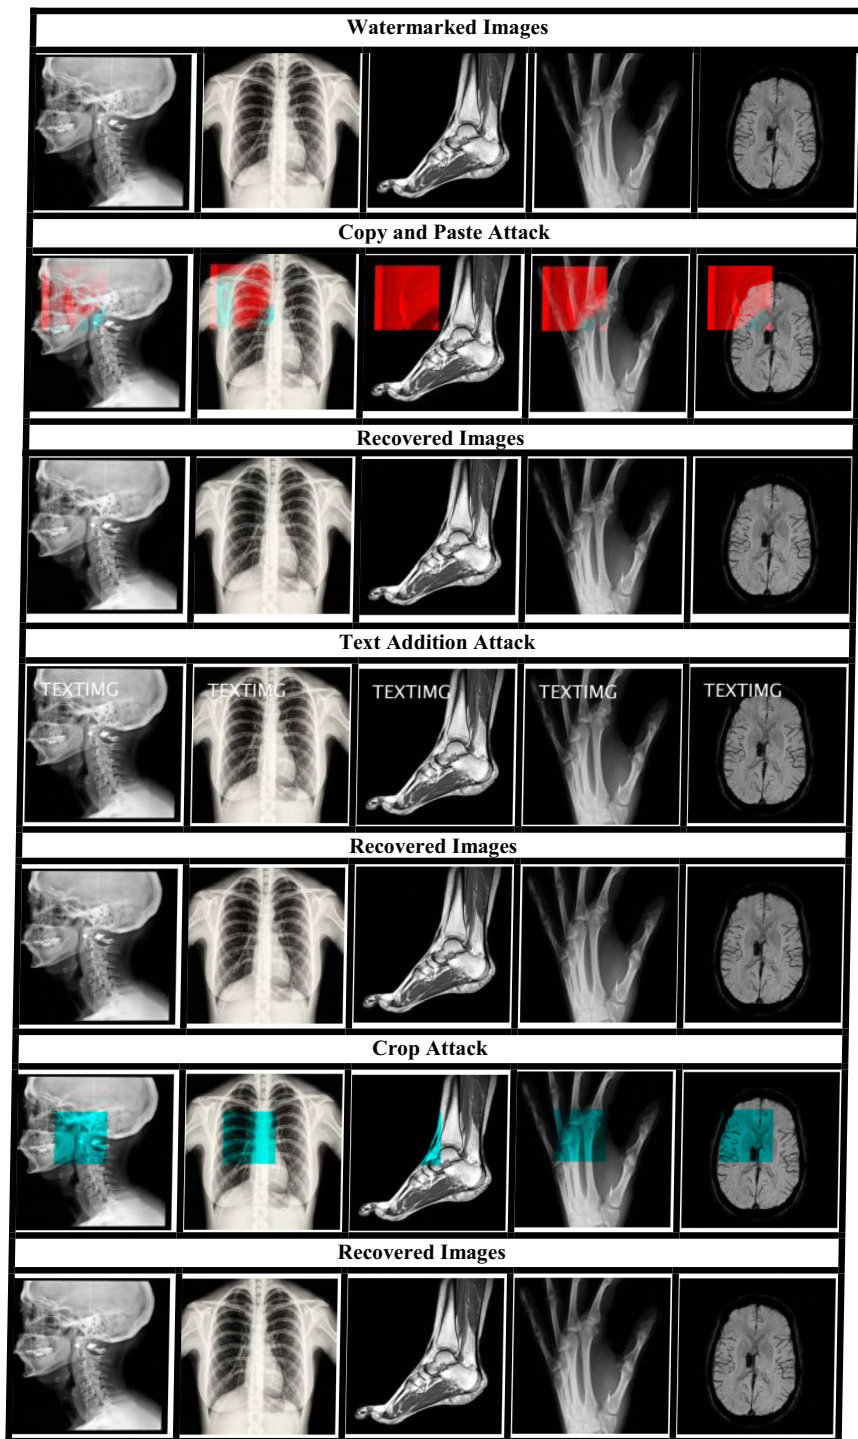 Watermarked Images
Copy and Paste Attack
Recovered Images
Text Addition Attack
TEXTIMG TEXTIMG TEXTIMG TEXTIMG TEXTIMG
Recovered Images
Crop Attack
Recovered Images